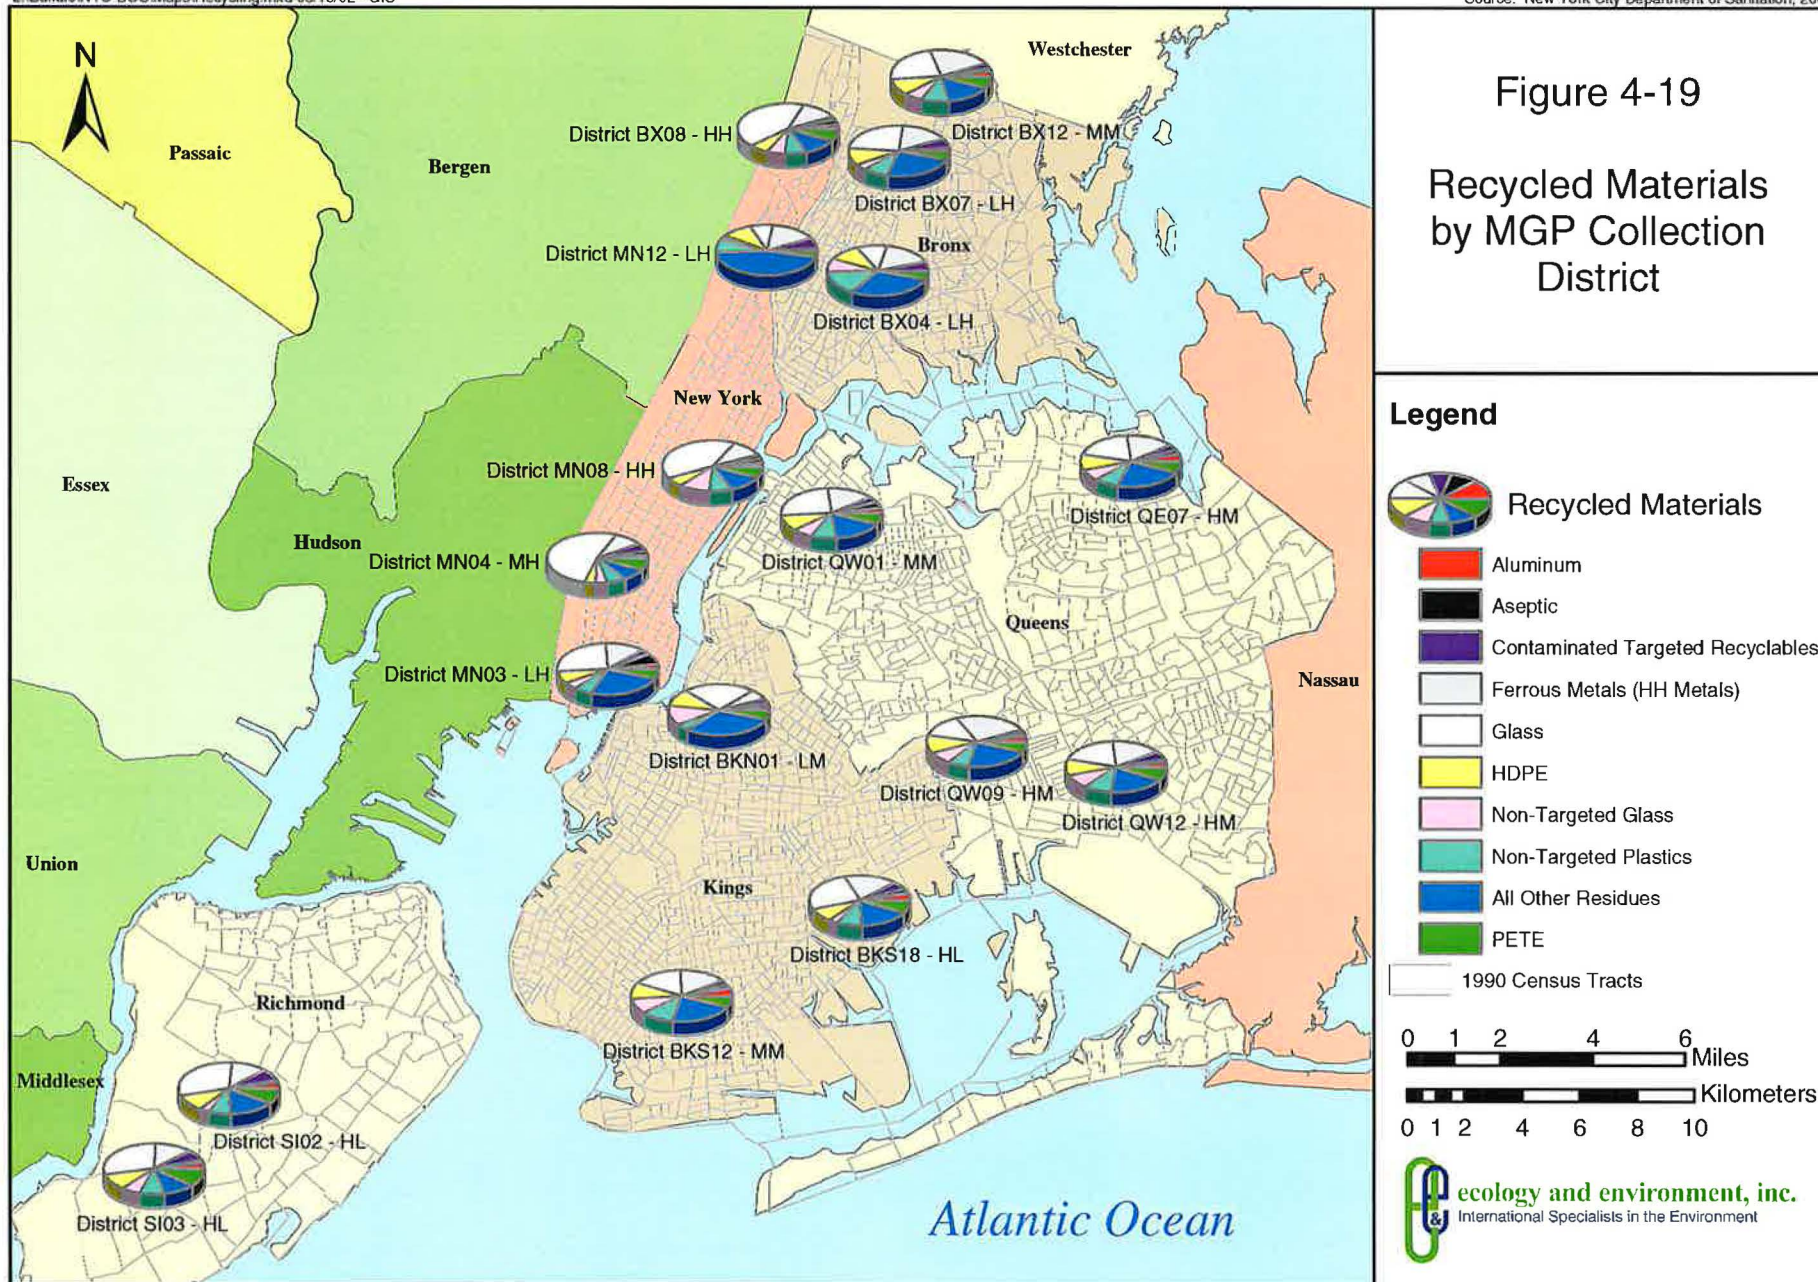 Figure 4-19
Recycled Materials
by MGP Collection
District
N
Westchester
Passaic
Bergen
District BX08 - HH
District BX12 - MM
District BX07 - LH
District MN12 - LH
Bronx
District BX04 - LH
New York
Essex
District MN08 - HH
District QE07 - HM
Hudson
District MN04 - MH
District QW01 - MM
Queens
District MN03 - LH
Nassau
District BKN01 - LM
District QW09 - HM
District QW12 - HM
Union
Kings
District BKS18 - HL
Richmond
District BKS12 - MM
Middlesex
District SI02 - HL
District SI03 - HL
Atlantic Ocean
Legend
Recycled Materials
Aluminum
Aseptic
Contaminated Targeted Recyclables
Ferrous Metals (HH Metals)
Glass
HDPE
Non-Targeted Glass
Non-Targeted Plastics
All Other Residues
PETE
1990 Census Tracts
0 1 2 4 6
Miles
Kilometers
0 1 2 4 6 8 10
e&e
ecology and environment, inc.
International Specialists in the Environment